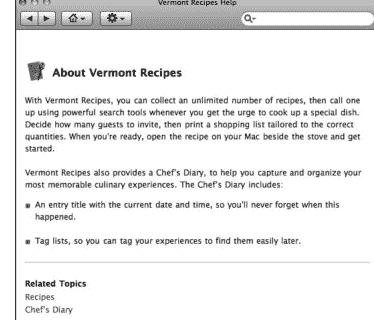 Vermont Recipes Help
About Vermont Recipes
With Vermont Recipes, you can collect an unlimited number of recipes, then call one
up using powerful search tools whenever you get the urge to cook up a special dish.
Decide how many guests to invite, then print a shopping list tailored to the correct
quantities. When you're ready, open the recipe on your Mac beside the stove and get
started.
Vermont Recipes also provides a Chef's Diary, to help you capture and organize your
most memorable culinary experiences. The Chef's Diary includes:
An entry title with the current date and time, so you'll never forget when this
happened.
Tag lists, so you can tag your experiences to find them easily later.
Related Topics
Recipes
Chef's Diary